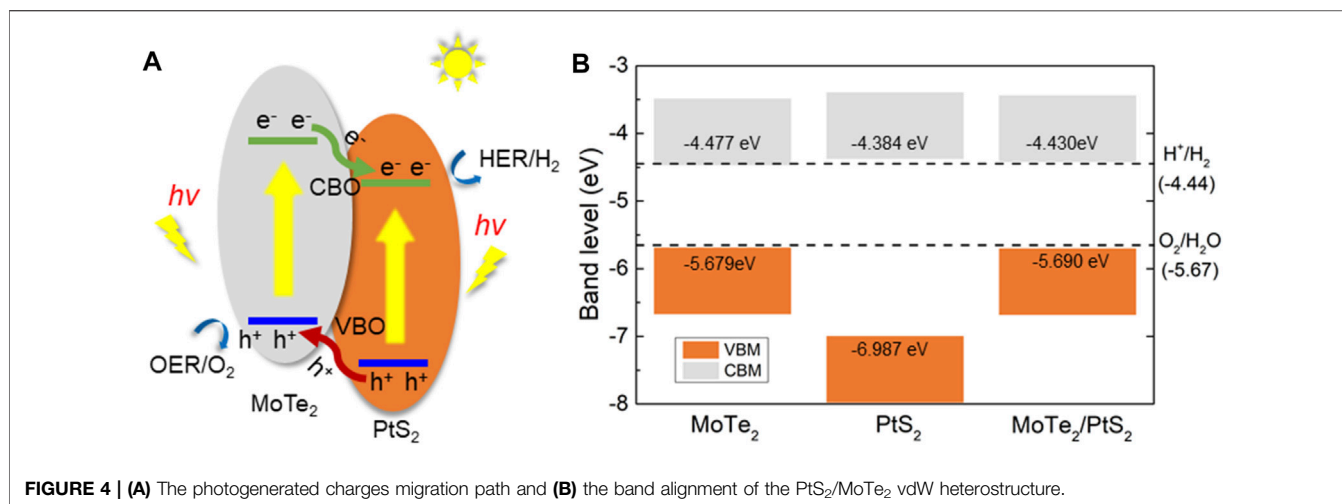 A
e⁻ e⁻
e⁻
e⁻ e⁻
CBO
HER/H₂
hν
hν
VBO
h⁺ h⁺
OER/O₂
h⁺
h⁺ h⁺
MoTe₂
PtS₂
B
Band level (eV)
-3
-4
-5
-6
-7
-8
-4.477 eV
-4.384 eV
-4.430eV
H⁺/H₂
(-4.44)
O₂/H₂O
(-5.67)
-5.679eV
-5.690 eV
-6.987 eV
VBM
CBM
MoTe₂
PtS₂
MoTe₂/PtS₂
FIGURE 4 | (A) The photogenerated charges migration path and (B) the band alignment of the PtS₂/MoTe₂ vdW heterostructure.